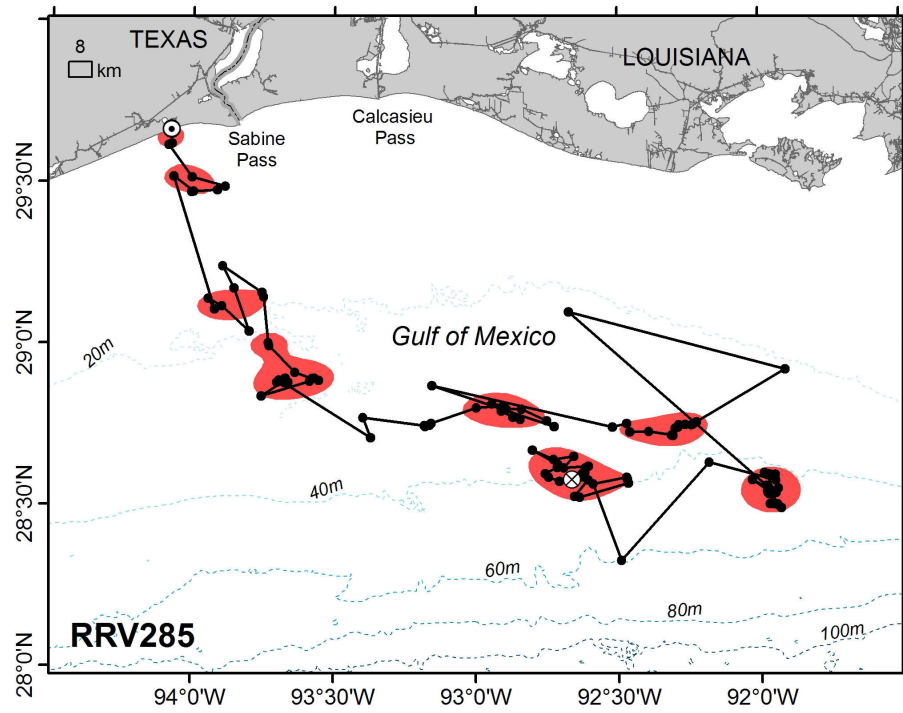 TEXAS
8
km
LOUISIANA
Sabine
Pass
Calcasieu
Pass
29°30'N
29°0'N
28°30'N
28°0'N
Gulf of Mexico
20m
40m
60m
80m
100m
RRV285
94°0'W
93°30'W
93°0'W
92°30'W
92°0'W